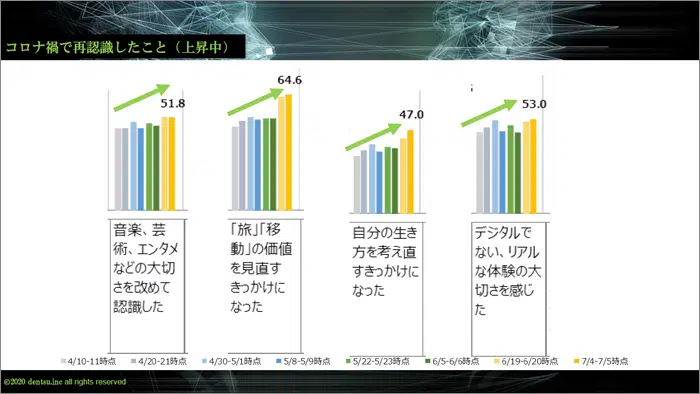 コロナ禍で再認識したこと（上昇中）
51.8
64.6
47.0
53.0
音楽、芸
術、エンタメ
などの大切
さを改めて
認識した
「旅」「移
動」の価値
を見直す
きっかけに
なった
自分の生き
方を考え直
すきっかけに
なった
デジタルで
ない、リアル
な体験の大
切さを感じ
た
4/10-11時点
4/20-21時点
4/30-5/1時点
5/8-5/9時点
5/22-5/23時点
6/5-6/6時点
6/19-6/20時点
7/4-7/5時点
©2020 dentsu.inc all rights reserved